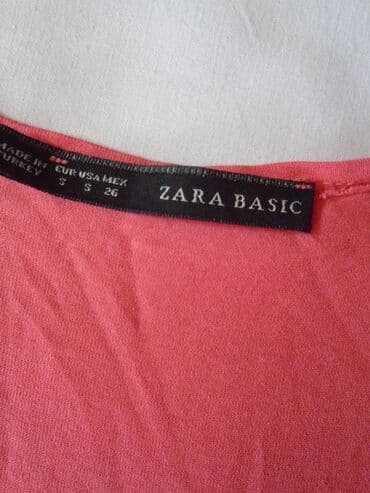 MADE IN
TURKEY
EUR USA MEX
S S 26
ZARA BASIC